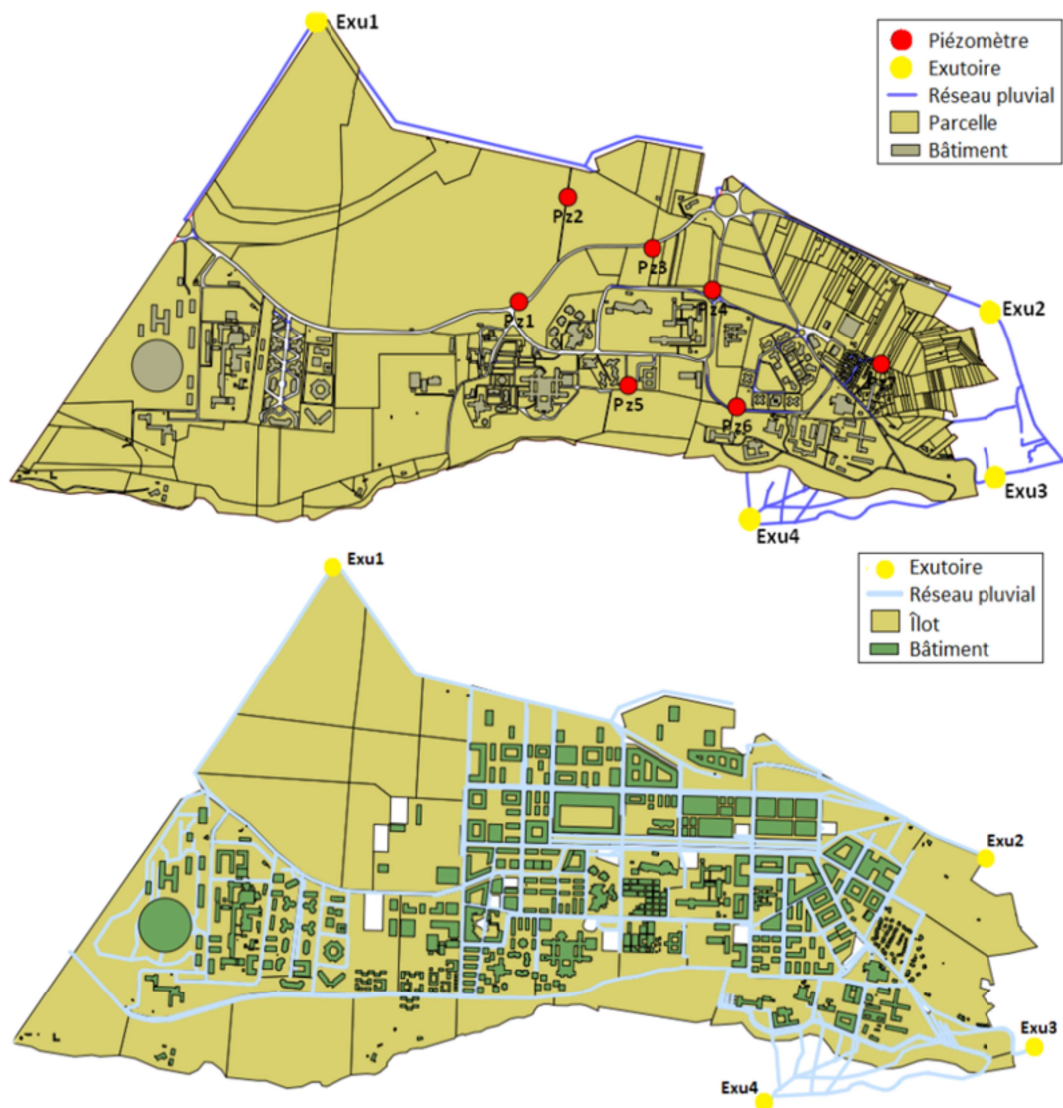 Exu1
Piézomètre
Exutoire
Réseau pluvial
Parcelle
Bâtiment
Pz2
Pz3
Pz4
Pz1
Exu2
Pz5
Pz6
Exu3
Exu4
Exu1
Exutoire
Réseau pluvial
Îlot
Bâtiment
Exu2
Exu3
Exu4